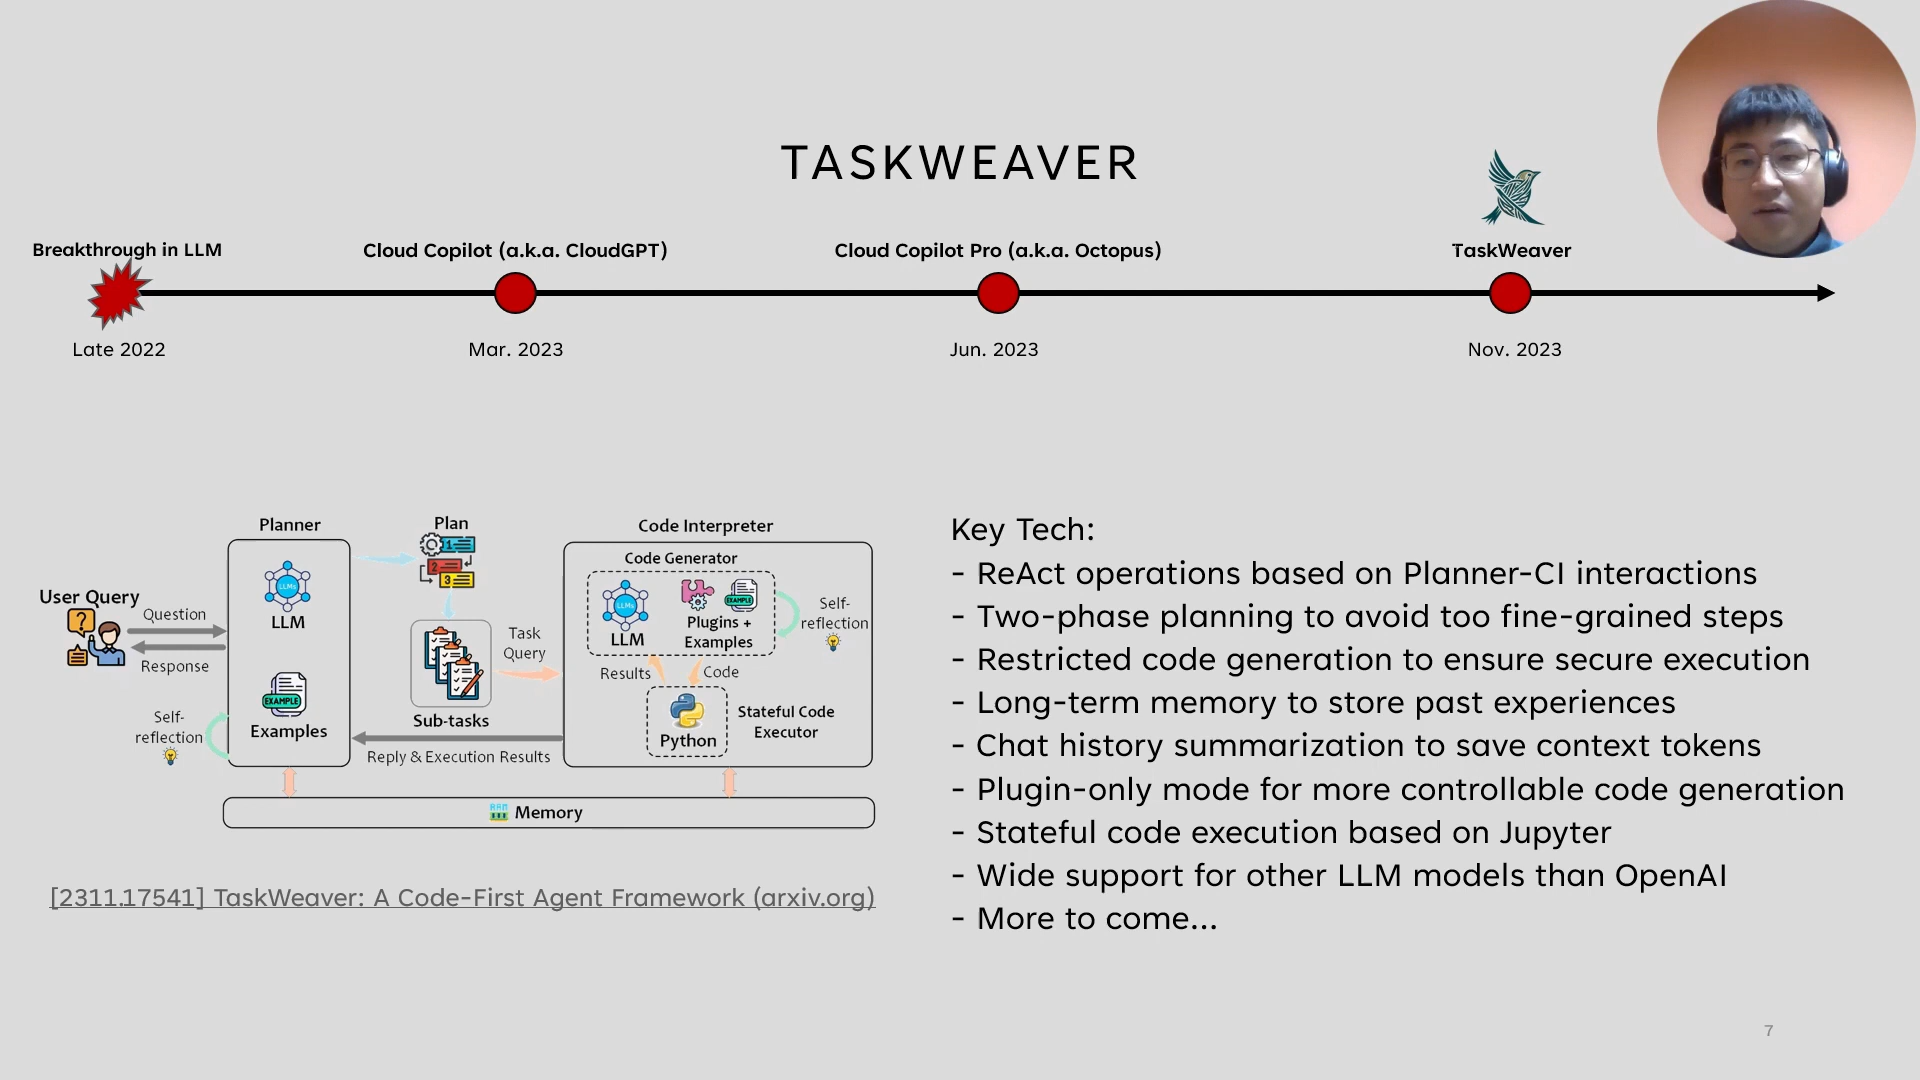 TASKWEAVER
Breakthrough in LLM
Cloud Copilot (a.k.a. CloudGPT)
Cloud Copilot Pro (a.k.a. Octopus)
TaskWeaver
Late 2022
Mar. 2023
Jun. 2023
Nov. 2023
User Query
Question
Response
Planner
LLM
EXAMPLE
Examples
Self-
reflection
Plan
1
2
3
Sub-tasks
Task
Query
Reply & Execution Results
Code Interpreter
Code Generator
LLM
Plugins +
Examples
EXAMPLE
Self-
reflection
Results
Code
Python
Stateful Code
Executor
Memory
[2311.17541] TaskWeaver: A Code-First Agent Framework (arxiv.org)
Key Tech:
- ReAct operations based on Planner-CI interactions
- Two-phase planning to avoid too fine-grained steps
- Restricted code generation to ensure secure execution
- Long-term memory to store past experiences
- Chat history summarization to save context tokens
- Plugin-only mode for more controllable code generation
- Stateful code execution based on Jupyter
- Wide support for other LLM models than OpenAI
- More to come...
7